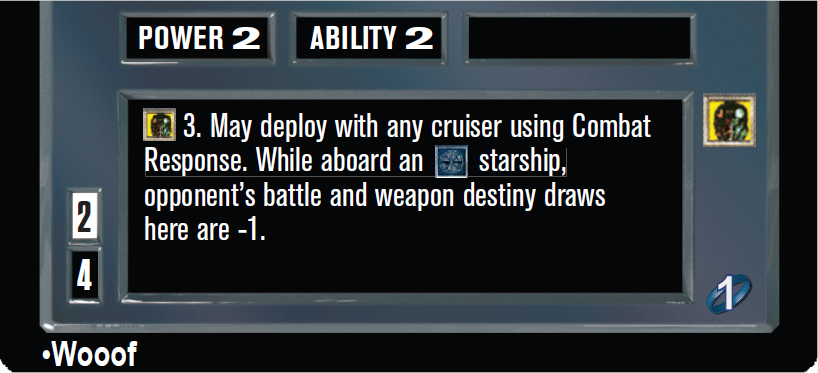 POWER 2 ABILITY 2
3. May deploy with any cruiser using Combat
Response. While aboard an starship,
opponent's battle and weapon destiny draws
here are -1.
2
4
1
•Wooof